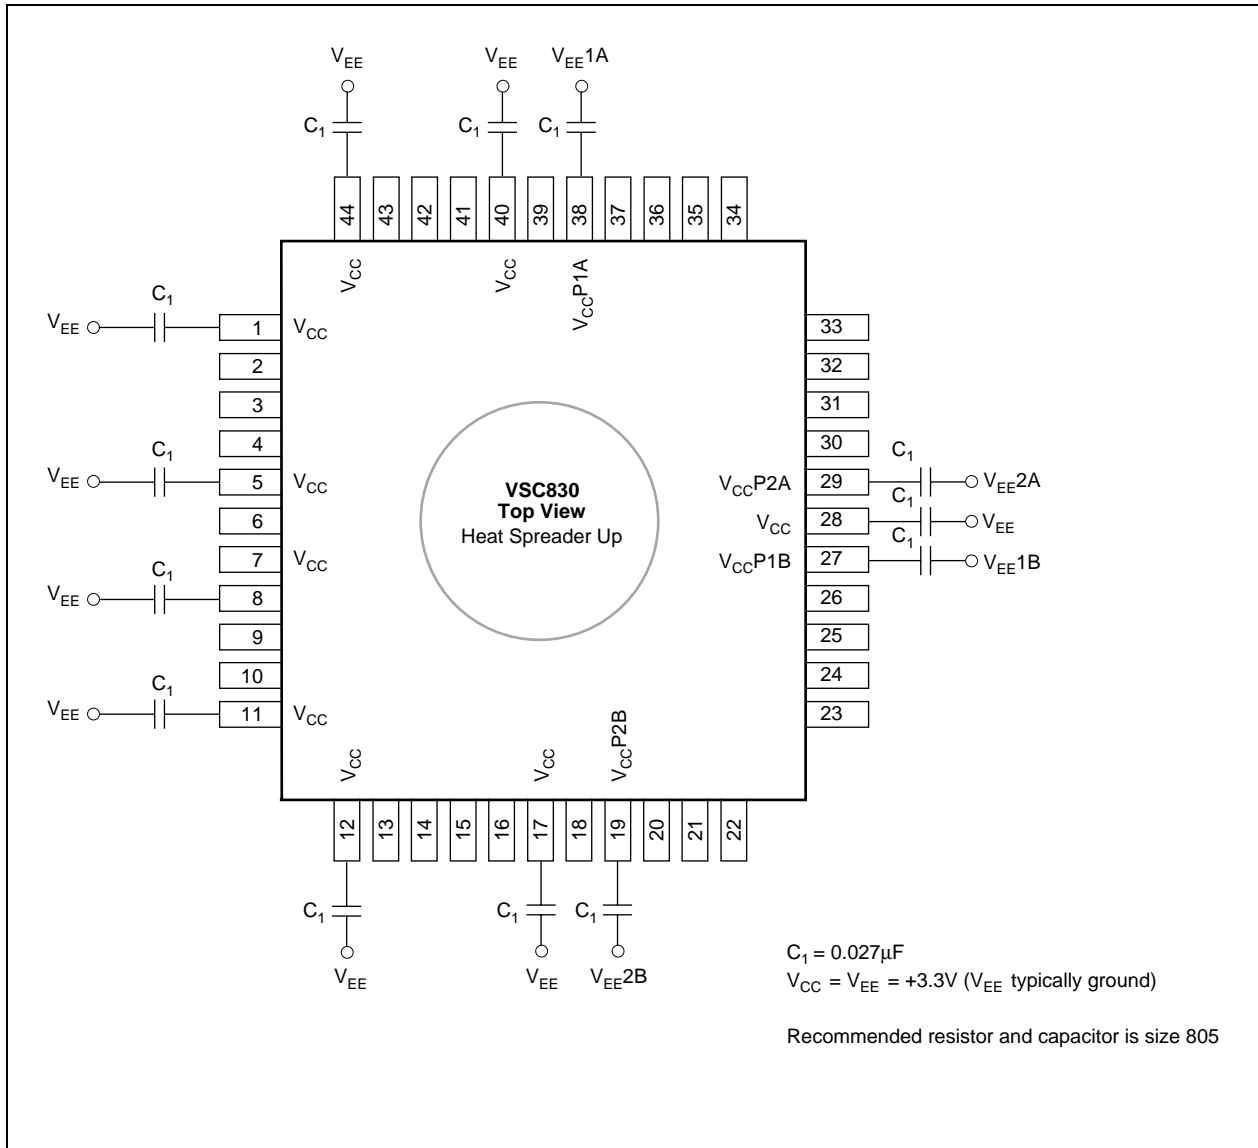 VEE VEE VEE1A
C1 C1 C1
44 43 42 41 40 39 38 37 36 35 34
VCC VCC VCCP1A
C1
VEE 1 VCC 33
2 32
3 31
4 30
C1 C1
VEE 5 VCC VCCP2A 29 VEE2A
C1
6 VCC 28 VEE
C1
7 VCC VCCP1B 27 VEE1B
VSC830
Top View
Heat Spreader Up
C1
VEE 8 26
9 25
10 24
C1
VEE 11 VCC 23
VCC VCC VCCP2B
12 13 14 15 16 17 18 19 20 21 22
C1 C1 C1
VEE VEE VEE2B
C1 = 0.027μF
VCC = VEE = +3.3V (VEE typically ground)
Recommended resistor and capacitor is size 805